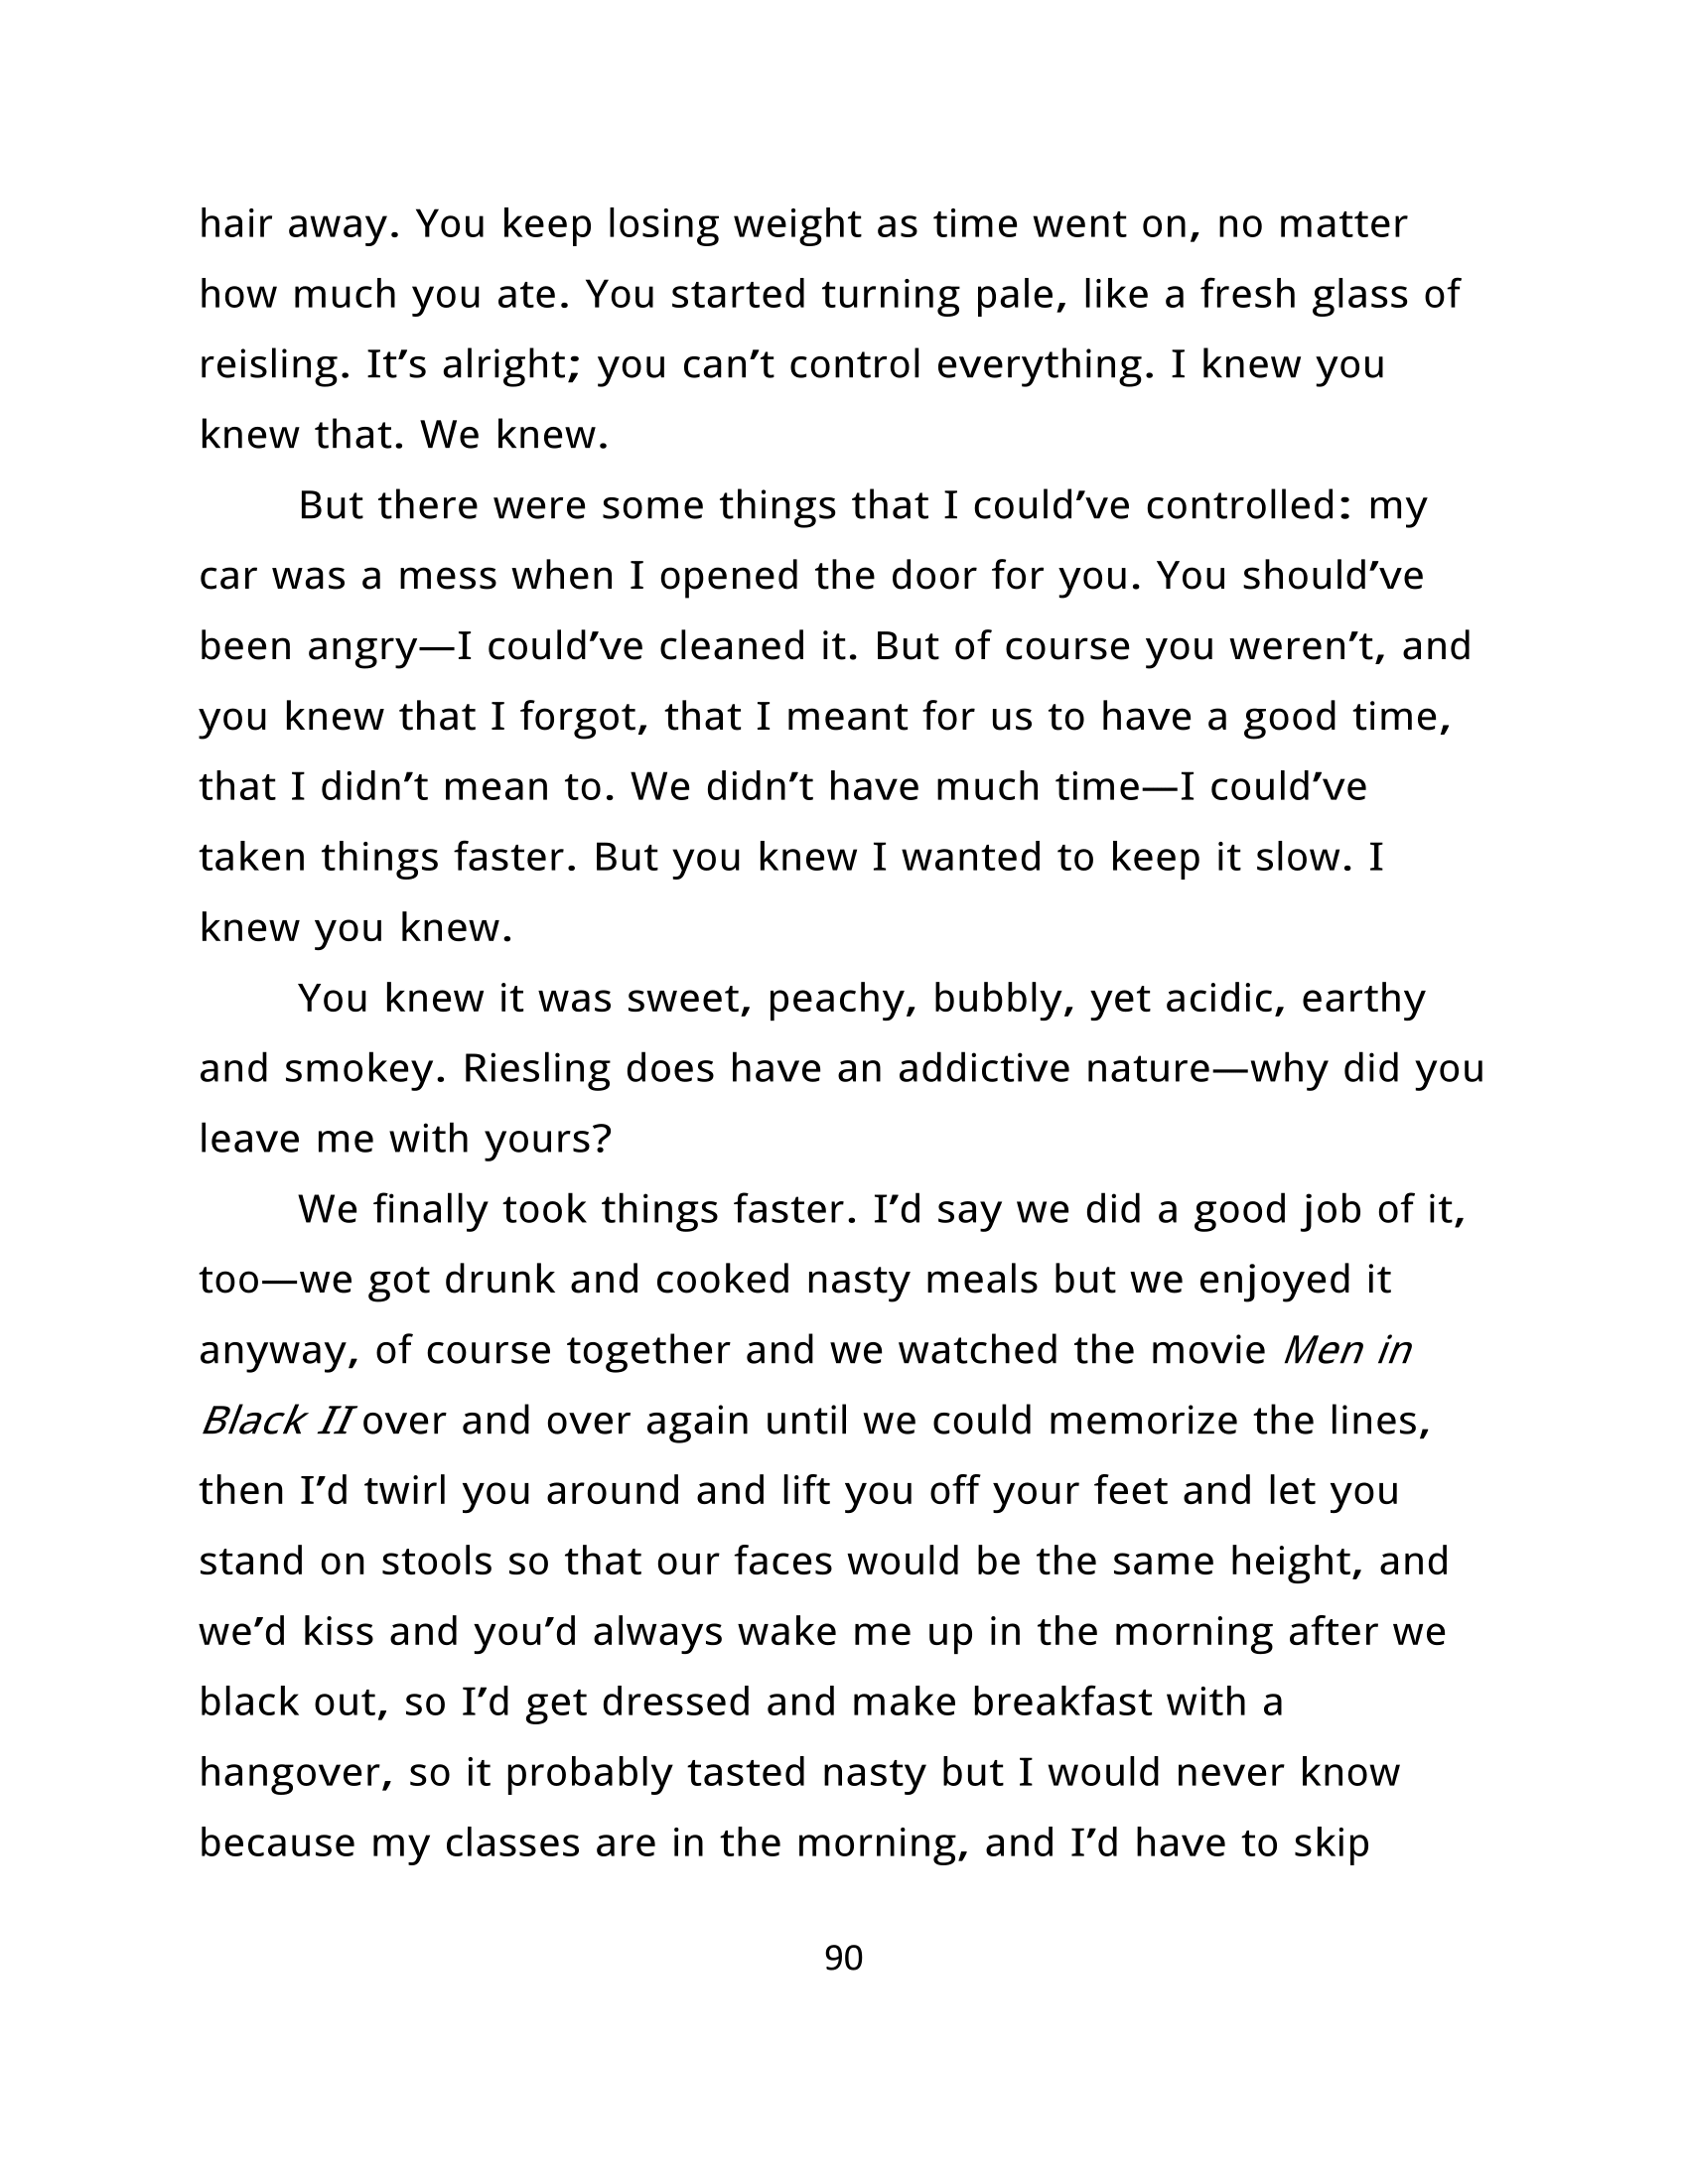 hair away. You keep losing weight as time went on, no matter
how much you ate. You started turning pale, like a fresh glass of
reisling. It’s alright; you can’t control everything. I knew you
knew that. We knew.
But there were some things that I could’ve controlled: my
car was a mess when I opened the door for you. You should’ve
been angry—I could’ve cleaned it. But of course you weren’t, and
you knew that I forgot, that I meant for us to have a good time,
that I didn’t mean to. We didn’t have much time—I could’ve
taken things faster. But you knew I wanted to keep it slow. I
knew you knew.
You knew it was sweet, peachy, bubbly, yet acidic, earthy
and smokey. Riesling does have an addictive nature—why did you
leave me with yours?
We finally took things faster. I’d say we did a good job of it,
too—we got drunk and cooked nasty meals but we enjoyed it
anyway, of course together and we watched the movie Men in
Black II over and over again until we could memorize the lines,
then I’d twirl you around and lift you off your feet and let you
stand on stools so that our faces would be the same height, and
we’d kiss and you’d always wake me up in the morning after we
black out, so I’d get dressed and make breakfast with a
hangover, so it probably tasted nasty but I would never know
because my classes are in the morning, and I’d have to skip
90